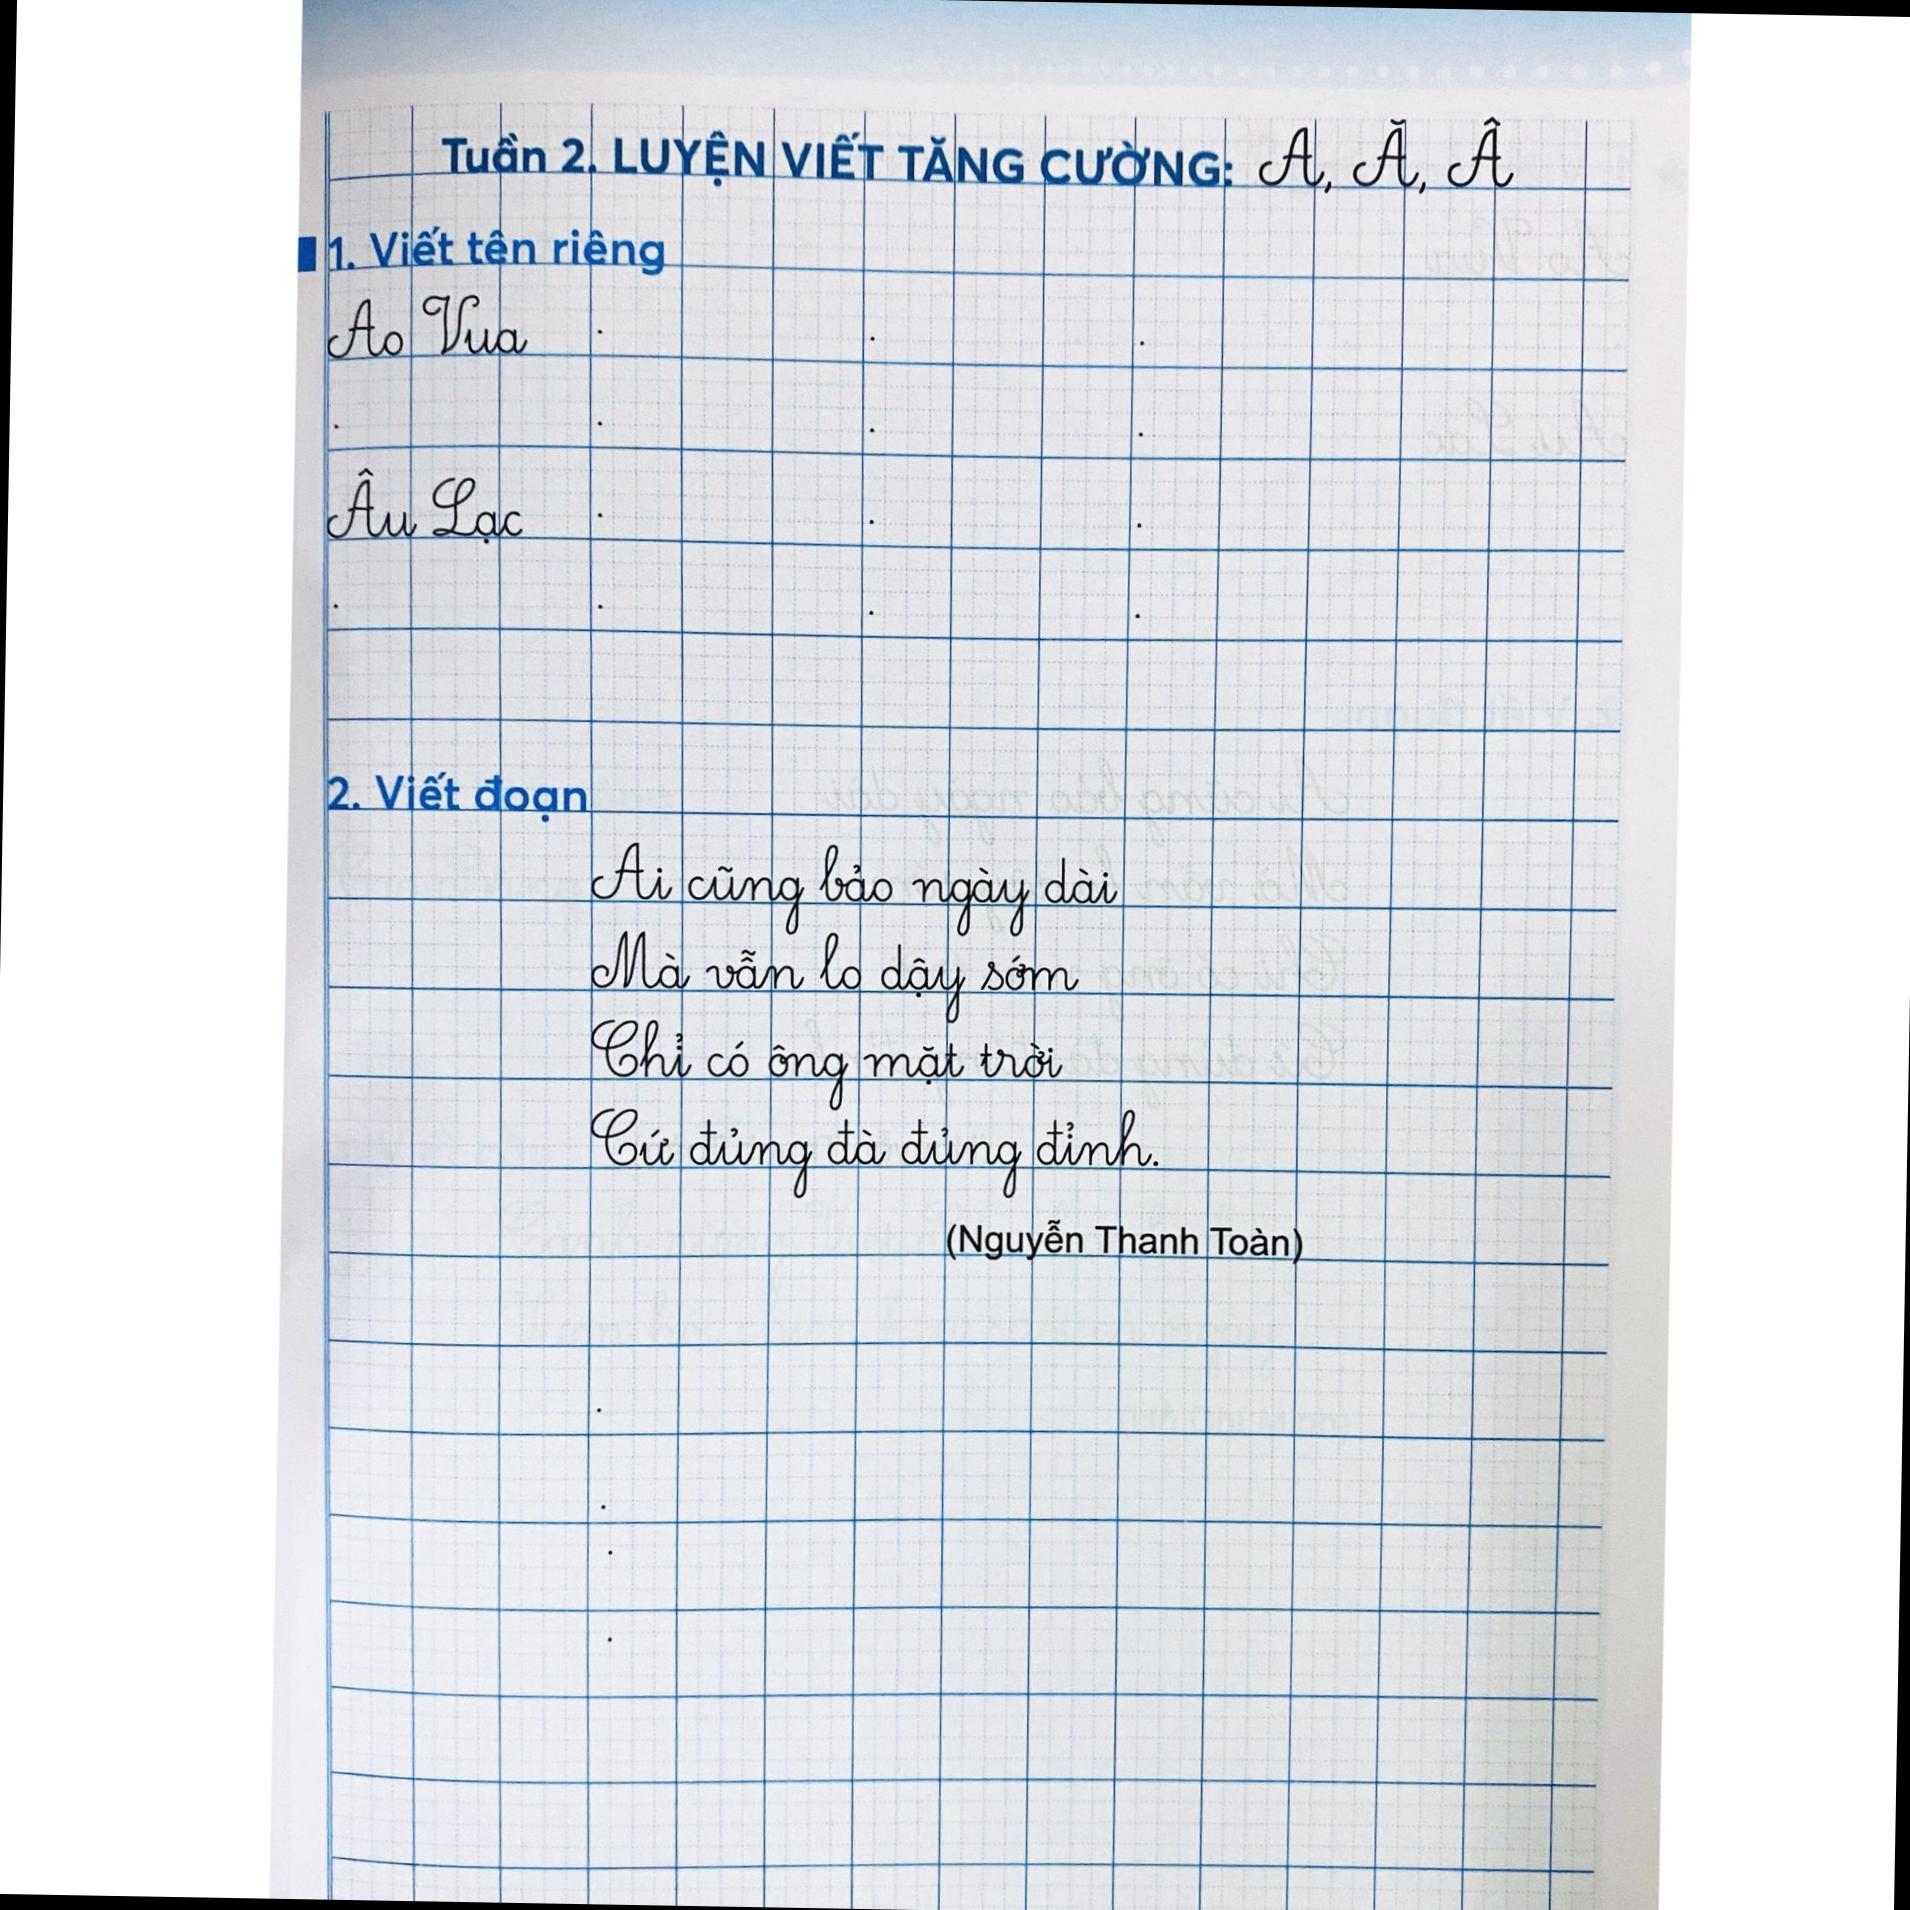 Tuần 2. LUYỆN VIẾT TĂNG CƯỜNG: A, Ă, Â
1. Viết tên riêng
Ao Vua
Âu Lạc
2. Viết đoạn
Ai cũng bảo ngày dài
Mà vẫn lo dậy sớm
Chỉ có ông mặt trời
Cứ đủng đà đủng đỉnh.
(Nguyễn Thanh Toàn)